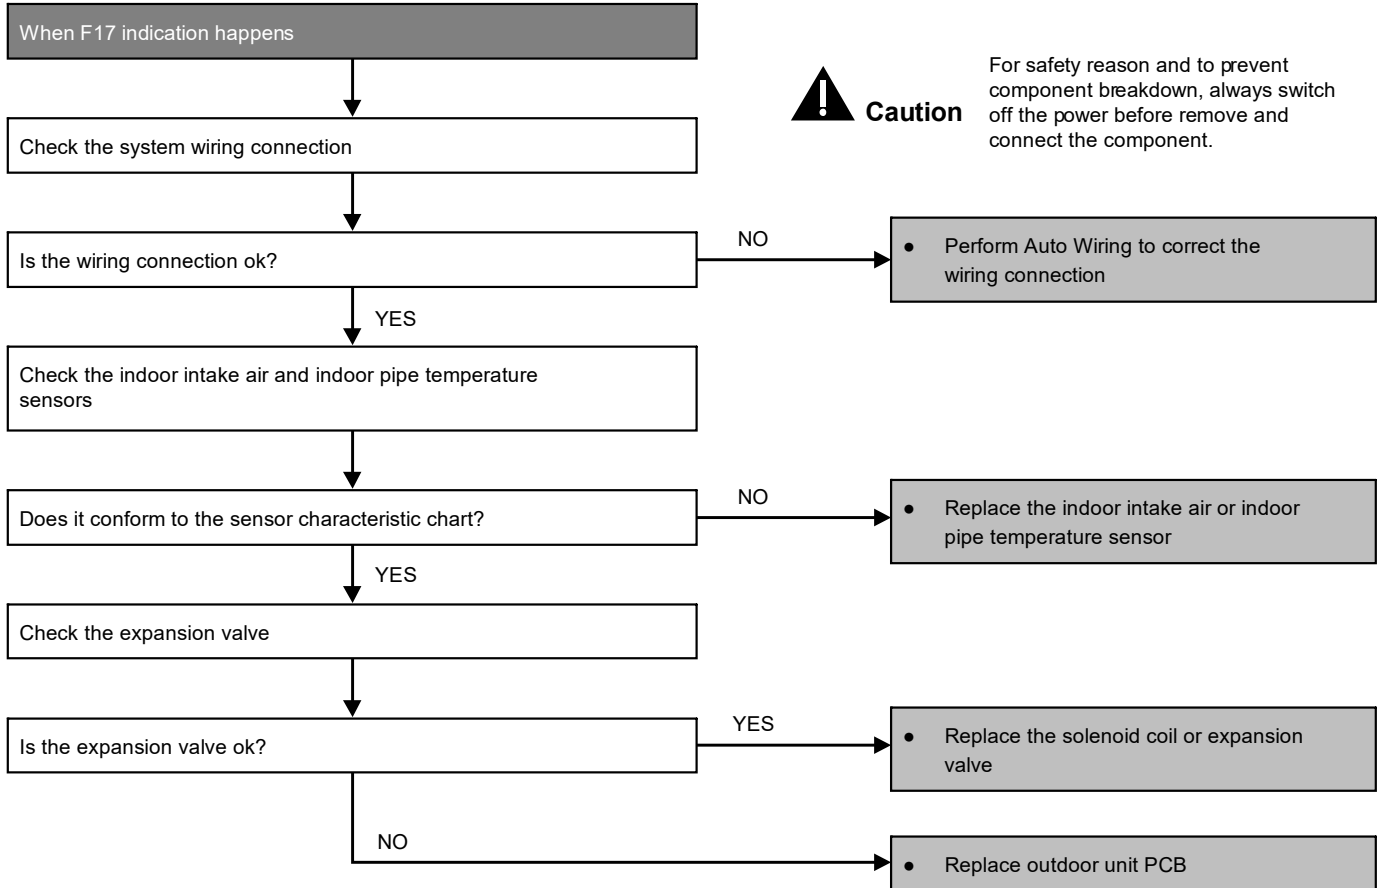 When F17 indication happens
Caution
For safety reason and to prevent
component breakdown, always switch
off the power before remove and
connect the component.
Check the system wiring connection
Is the wiring connection ok?
NO
● Perform Auto Wiring to correct the
wiring connection
YES
Check the indoor intake air and indoor pipe temperature
sensors
Does it conform to the sensor characteristic chart?
NO
● Replace the indoor intake air or indoor
pipe temperature sensor
YES
Check the expansion valve
Is the expansion valve ok?
YES
● Replace the solenoid coil or expansion
valve
NO
● Replace outdoor unit PCB